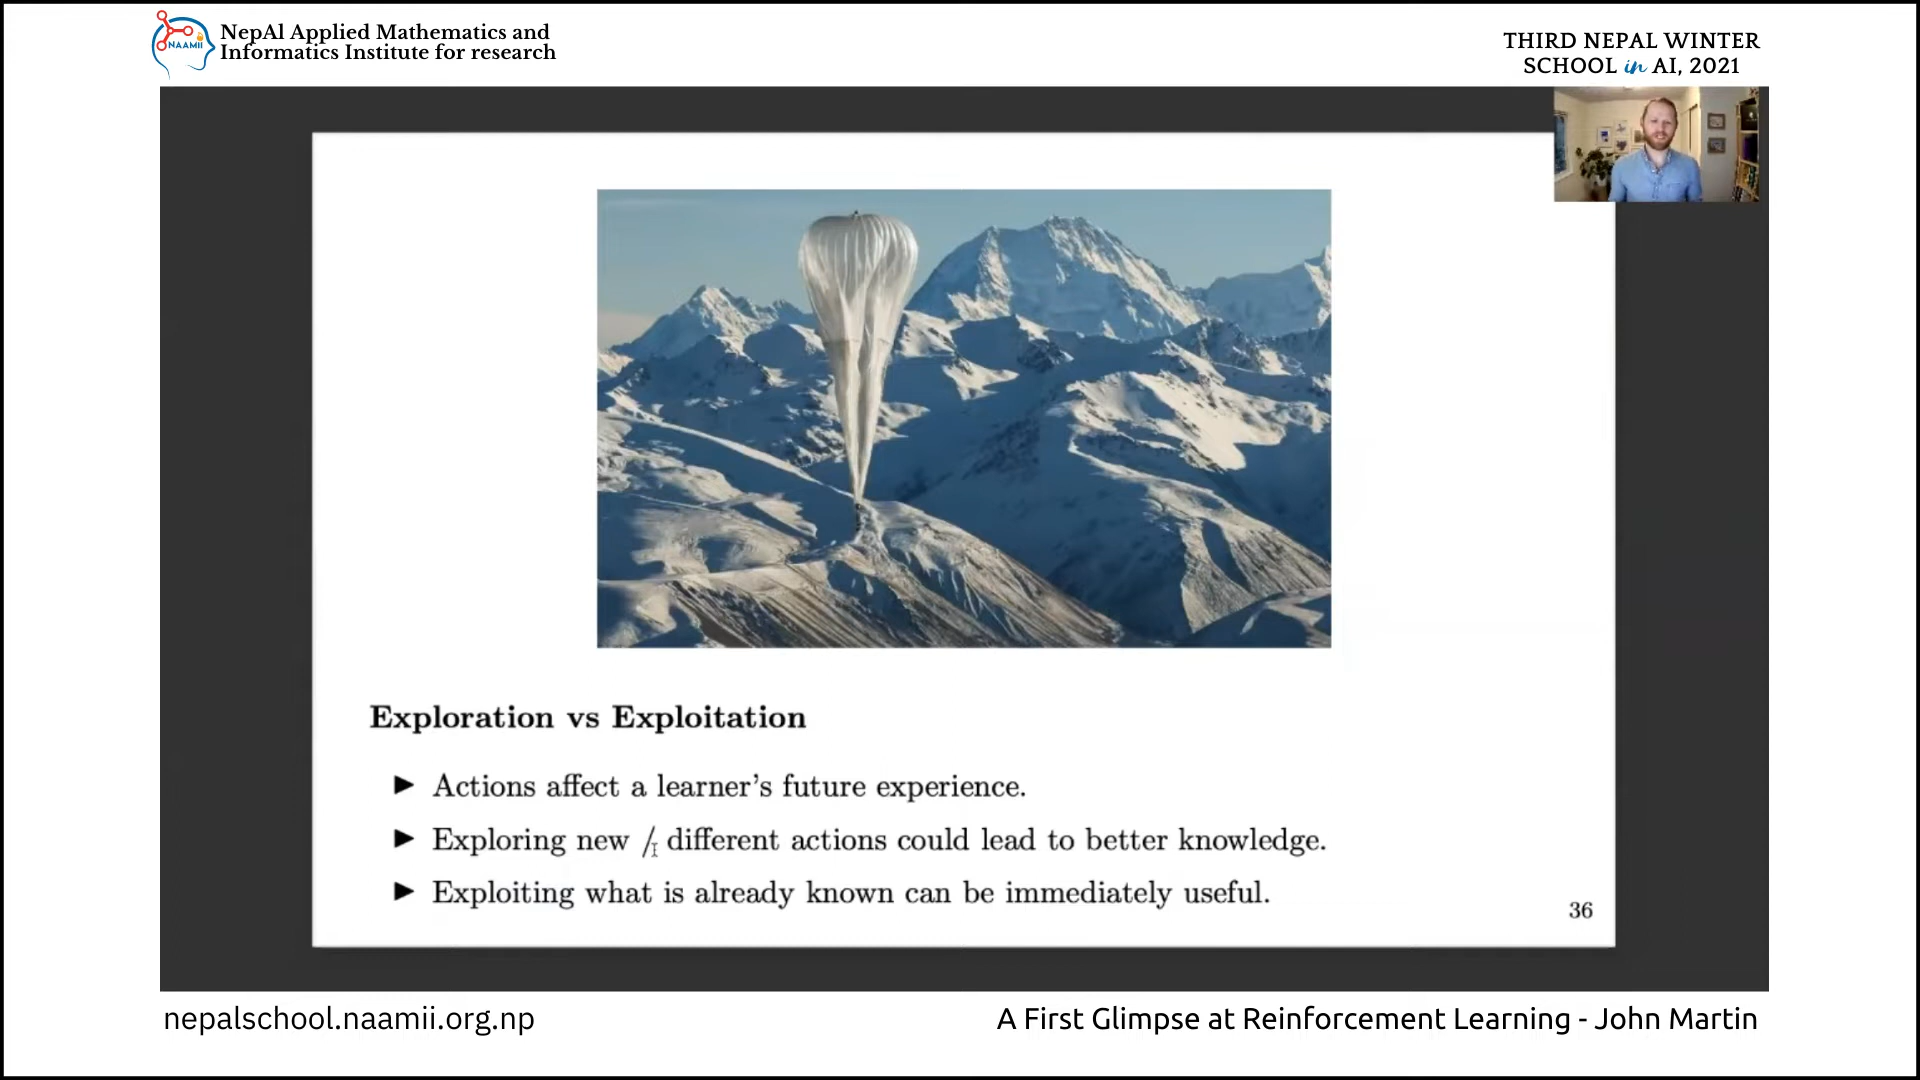 NAAMII
NepAl Applied Mathematics and
Informatics Institute for research
THIRD NEPAL WINTER
SCHOOL in AI, 2021
Exploration vs Exploitation
▶ Actions affect a learner's future experience.
▶ Exploring new / different actions could lead to better knowledge.
▶ Exploiting what is already known can be immediately useful.
36
nepalschool.naamii.org.np
A First Glimpse at Reinforcement Learning - John Martin